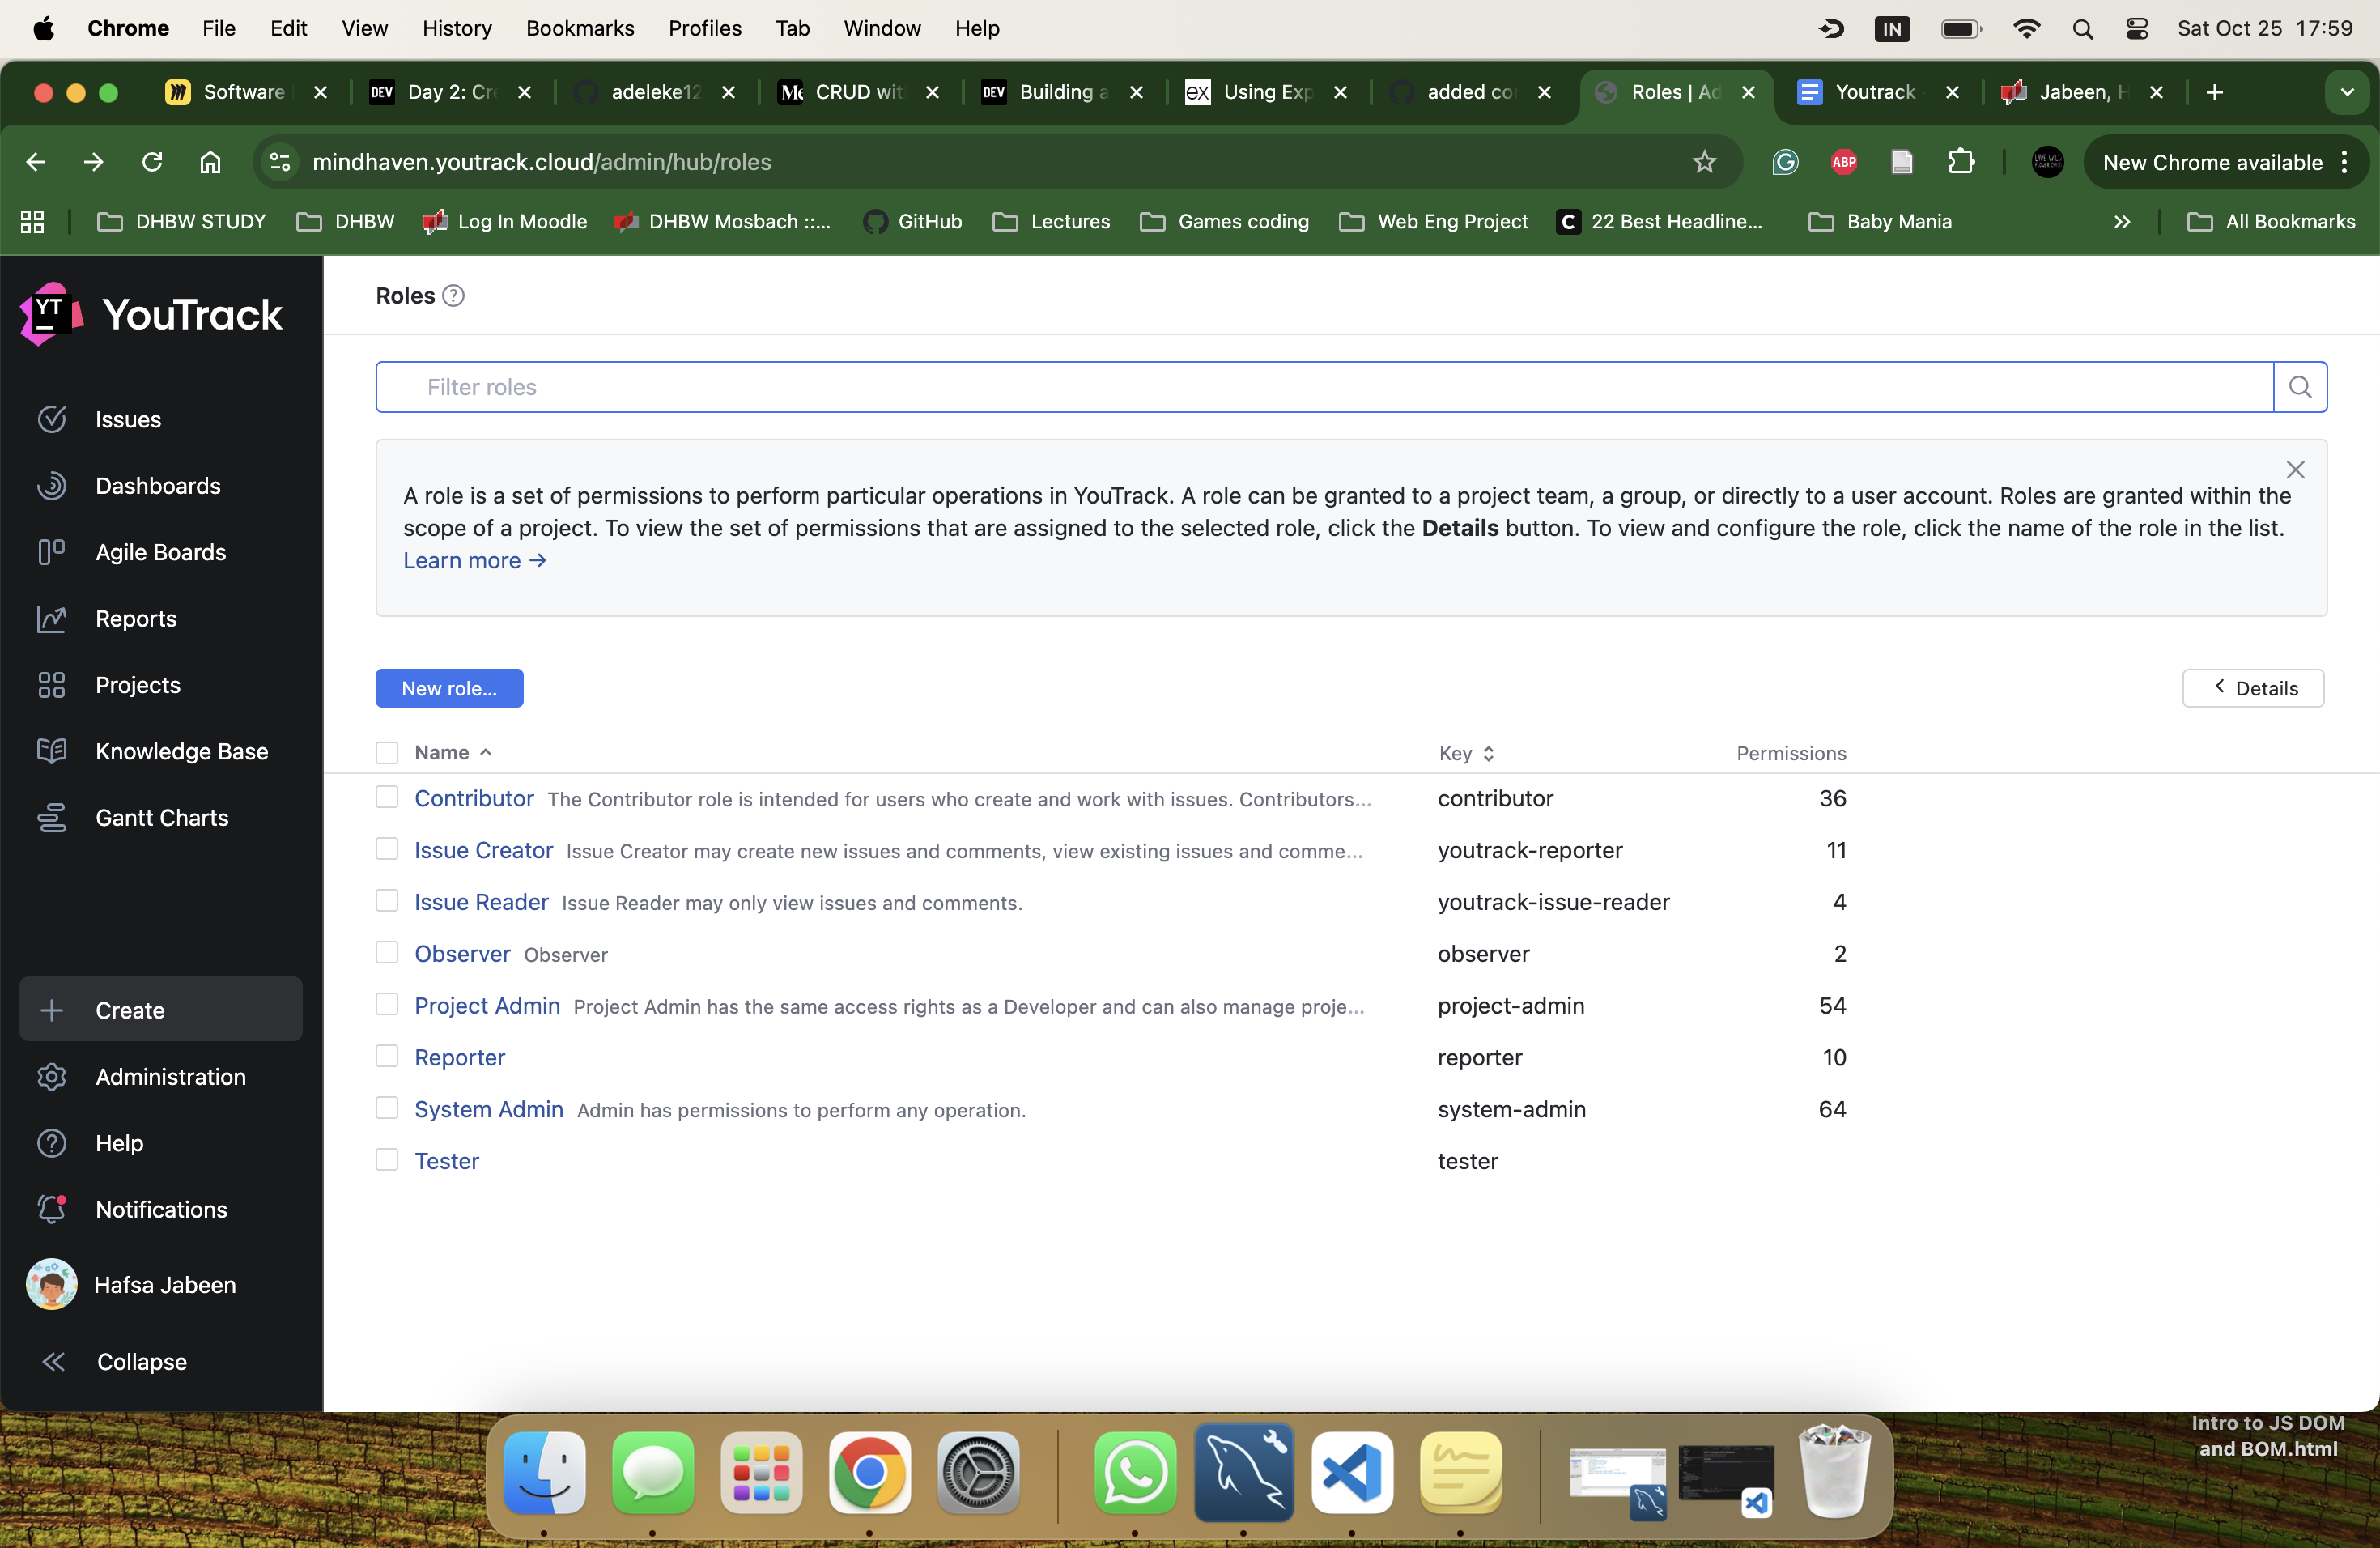 Chrome File Edit View History Bookmarks Profiles Tab Window Help IN Sat Oct 25 17:59
Software DEV Day 2: Cre adeleke12 CRUD wit DEV Building a ex Using Exp added co Roles | Ad Youtrack Jabeen, H
mindhaven.youtrack.cloud/admin/hub/roles ABP New Chrome available
DHBW STUDY DHBW Log In Moodle DHBW Mosbach ::... GitHub Lectures Games coding Web Eng Project C 22 Best Headline... Baby Mania All Bookmarks
YT YouTrack
Issues
Dashboards
Agile Boards
Reports
Projects
Knowledge Base
Gantt Charts
Create
Administration
Help
Notifications
Hafsa Jabeen
Collapse
Roles ?
Filter roles
A role is a set of permissions to perform particular operations in YouTrack. A role can be granted to a project team, a group, or directly to a user account. Roles are granted within the
scope of a project. To view the set of permissions that are assigned to the selected role, click the Details button. To view and configure the role, click the name of the role in the list.
Learn more →
New role... Details
Name Key Permissions
Contributor The Contributor role is intended for users who create and work with issues. Contributors... contributor 36
Issue Creator Issue Creator may create new issues and comments, view existing issues and comme... youtrack-reporter 11
Issue Reader Issue Reader may only view issues and comments. youtrack-issue-reader 4
Observer Observer observer 2
Project Admin Project Admin has the same access rights as a Developer and can also manage proje... project-admin 54
Reporter reporter 10
System Admin Admin has permissions to perform any operation. system-admin 64
Tester tester
Intro to JS DOM
and BOM.html